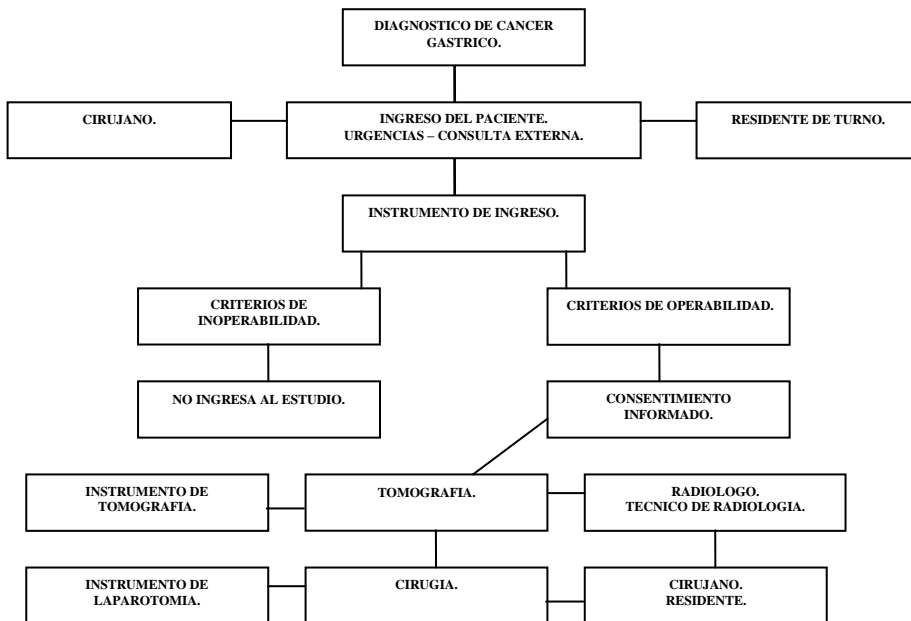 DIAGNOSTICO DE CANCER
GASTRICO.
CIRUJANO.
INGRESO DEL PACIENTE.
URGENCIAS – CONSULTA EXTERNA.
RESIDENTE DE TURNO.
INSTRUMENTO DE INGRESO.
CRITERIOS DE
INOPERABILIDAD.
CRITERIOS DE OPERABILIDAD.
NO INGRESA AL ESTUDIO.
CONSENTIMIENTO
INFORMADO.
INSTRUMENTO DE
TOMOGRAFIA.
TOMOGRAFIA.
RADIOLOGO.
TECNICO DE RADIOLOGIA.
INSTRUMENTO DE
LAPAROTOMIA.
CIRUGIA.
CIRUJANO.
RESIDENTE.